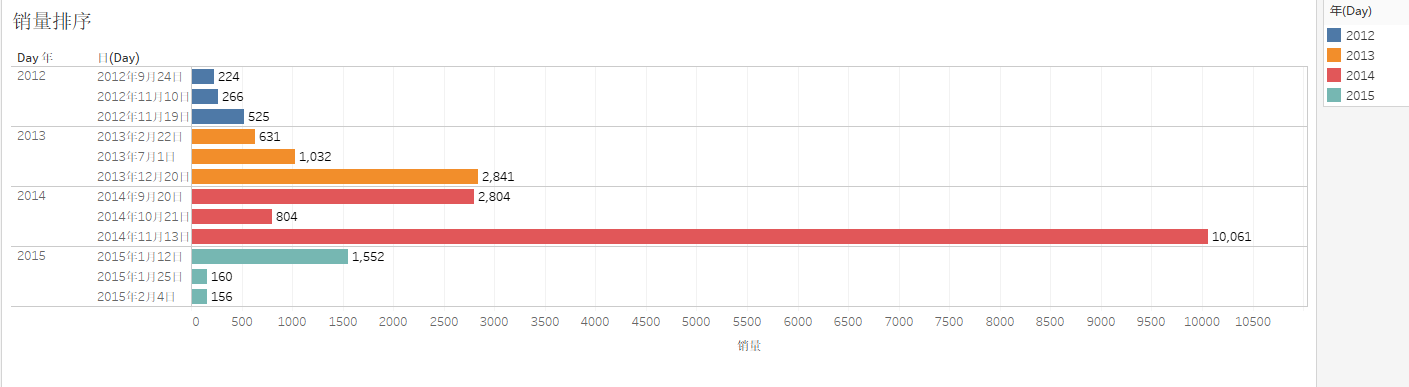 销量排序
Day 年 日(Day)
2012 2012年9月24日 224
2012年11月10日 266
2012年11月19日 525
2013 2013年2月22日 631
2013年7月1日 1,032
2013年12月20日 2,841
2014 2014年9月20日 2,804
2014年10月21日 804
2014年11月13日 10,061
2015 2015年1月12日 1,552
2015年1月25日 160
2015年2月4日 156
0 500 1000 1500 2000 2500 3000 3500 4000 4500 5000 5500 6000 6500 7000 7500 8000 8500 9000 9500 10000 10500
销量
年(Day)
2012
2013
2014
2015